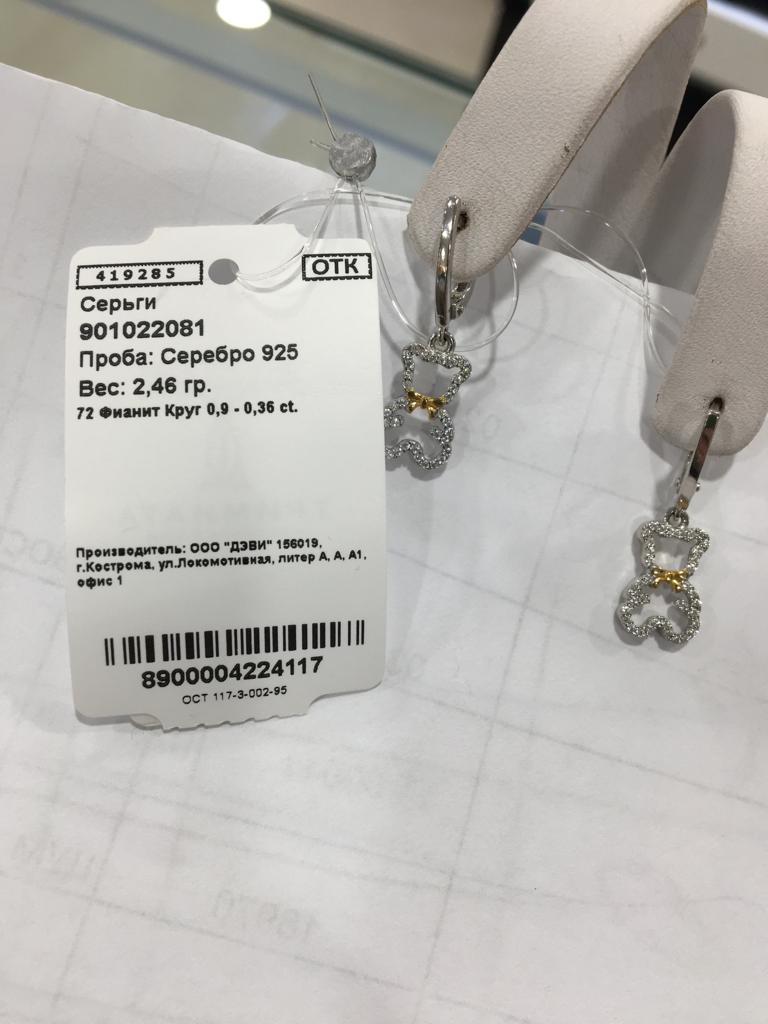 419285
ОТК
Серьги
901022081
Проба: Серебро 925
Вес: 2,46 гр.
72 Фианит Круг 0,9 - 0,36 ct.
Производитель: ООО "ДЭВИ" 156019,
г.Кострома, ул.Локомотивная, литер А, А, А1,
офис 1
8900004224117
ОСТ 117-3-002-95